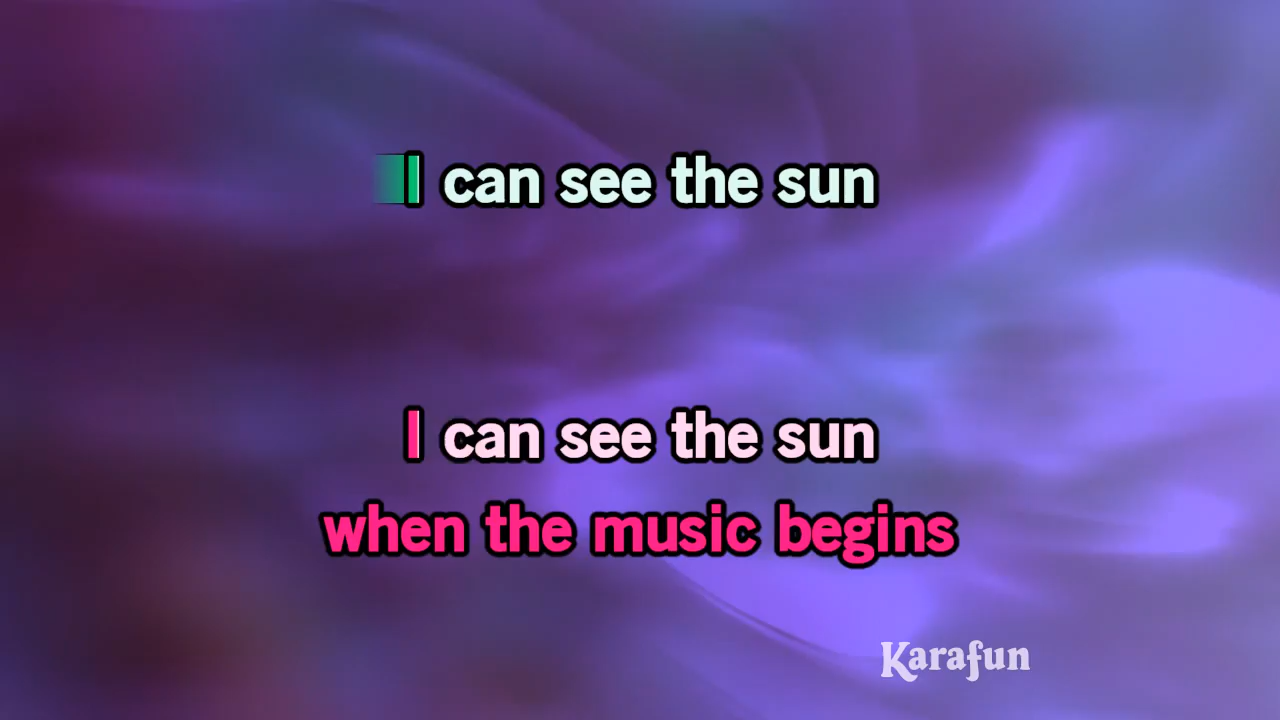 I can see the sun
I can see the sun
when the music begins
Karafun